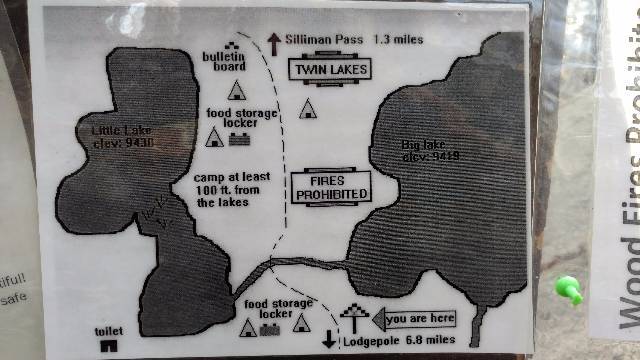 Silliman Pass 1.3 miles
bulletin
board
TWIN LAKES
food storage
locker
Little Lake
elev: 9430
Big lake
elev: 9419
camp at least
100 ft. from
the lakes
FIRES
PROHIBITED
food storage
locker
you are here
toilet
Lodgepole 6.8 miles
tiful!
safe
Wood Fires Prohibite